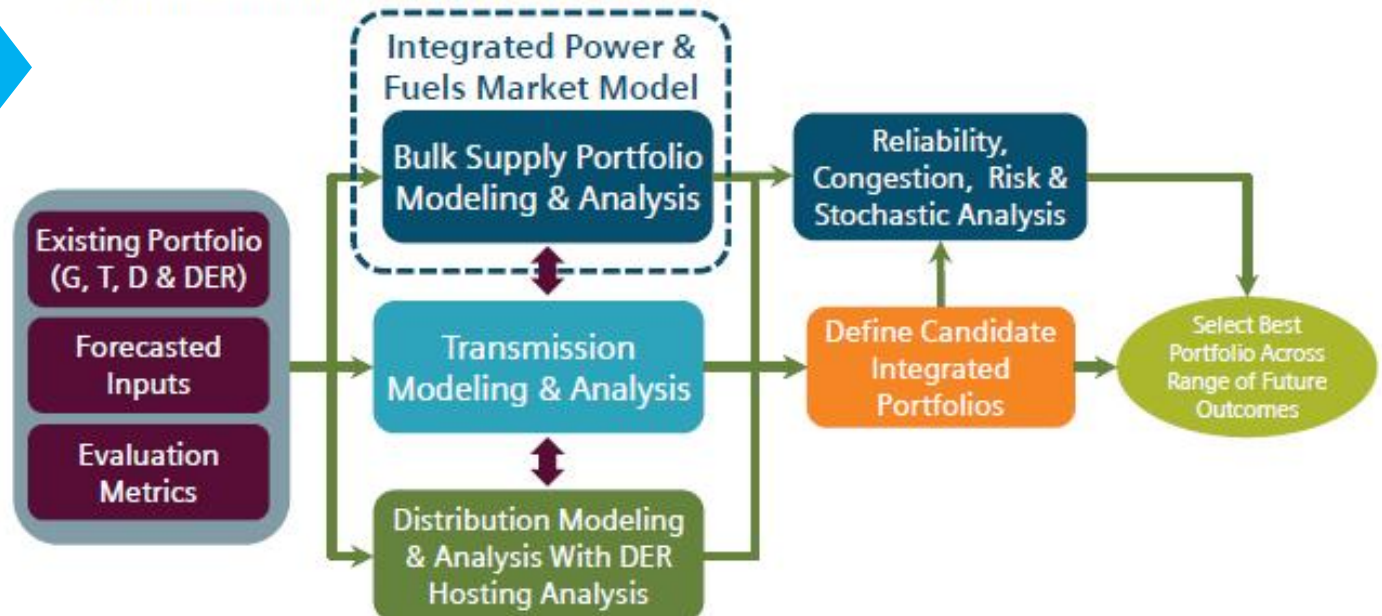 Integrated Power &
Fuels Market Model
Bulk Supply Portfolio
Modeling & Analysis
Reliability,
Congestion, Risk &
Stochastic Analysis
Existing Portfolio
(G, T, D & DER)
Forecasted
Inputs
Evaluation
Metrics
Transmission
Modeling & Analysis
Define Candidate
Integrated
Portfolios
Select Best
Portfolio Across
Range of Future
Outcomes
Distribution Modeling
& Analysis With DER
Hosting Analysis